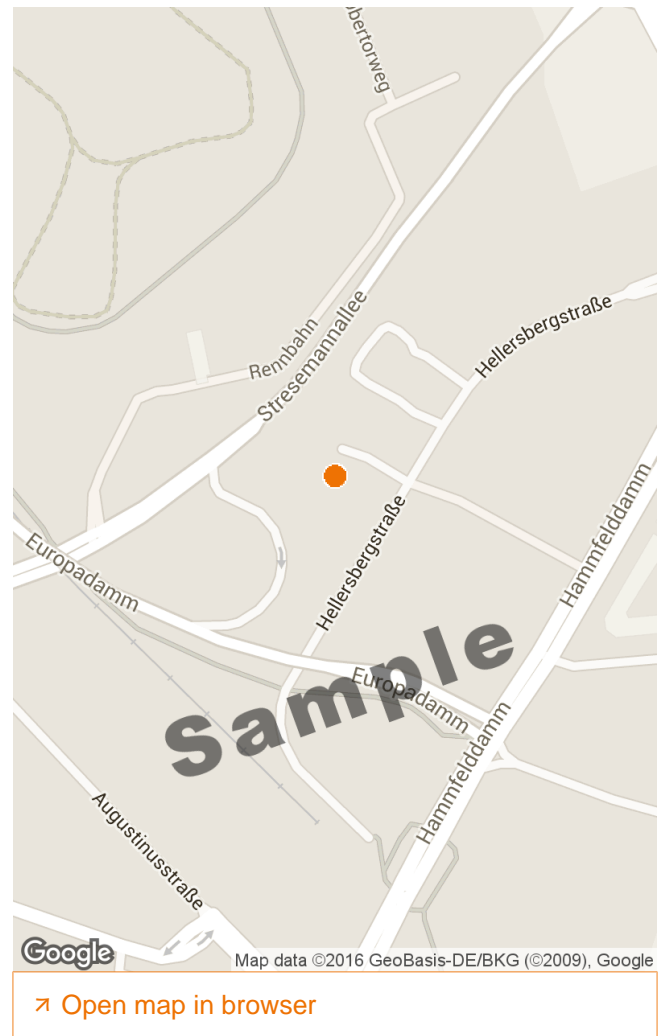 obertorweg
Rennbahn
Stresemannallee
Hellersbergstraße
Hammfelddamm
Europadamm
Hellersbergstraße
Sample
Europadamm
Hammfelddamm
Augustinusstraße
Google
Map data ©2016 GeoBasis-DE/BKG (©2009), Google
Open map in browser